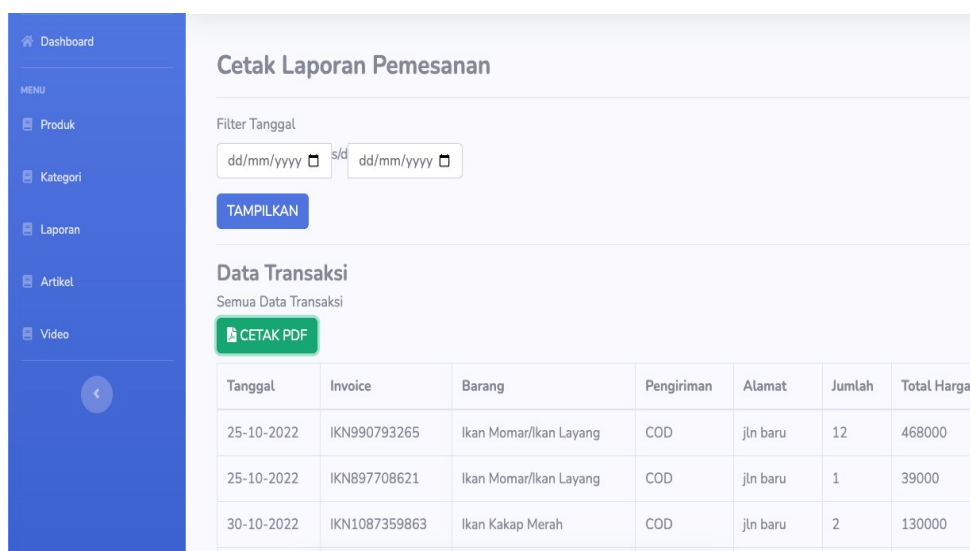 Dashboard
MENU
Produk
Kategori
Laporan
Artikel
Video
Cetak Laporan Pemesanan
Filter Tanggal
dd/mm/yyyy s/d dd/mm/yyyy
TAMPILKAN
Data Transaksi
Semua Data Transaksi
CETAK PDF
Tanggal Invoice Barang Pengiriman Alamat Jumlah Total Harga
25-10-2022 IKN990793265 Ikan Momar/Ikan Layang COD jln baru 12 468000
25-10-2022 IKN897708621 Ikan Momar/Ikan Layang COD jln baru 1 39000
30-10-2022 IKN1087359863 Ikan Kakap Merah COD jln baru 2 130000